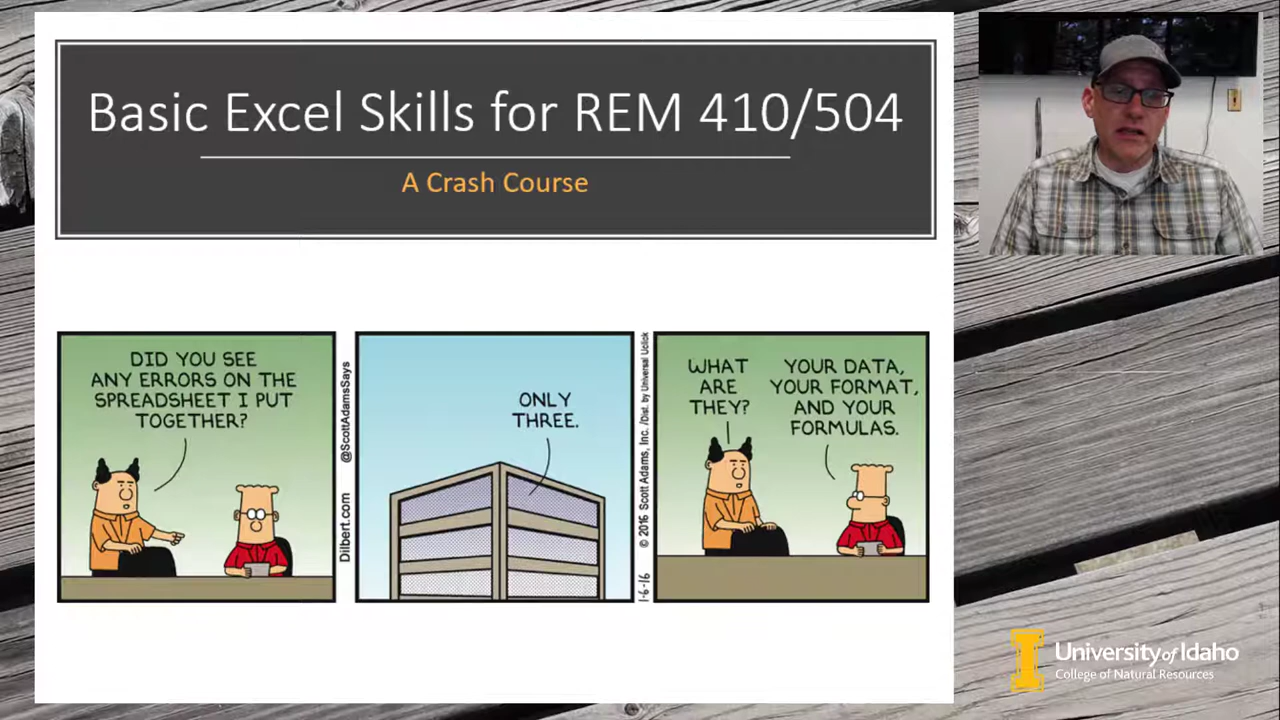 Basic Excel Skills for REM 410/504
A Crash Course
DID YOU SEE
ANY ERRORS ON THE
SPREADSHEET I PUT
TOGETHER?
Dilbert.com @ScottAdamsSays
ONLY
THREE.
1-6-16 © 2016 Scott Adams, Inc. /Dist. by Universal Uclick
WHAT
ARE
THEY?
YOUR DATA,
YOUR FORMAT,
AND YOUR
FORMULAS.
University of Idaho
College of Natural Resources